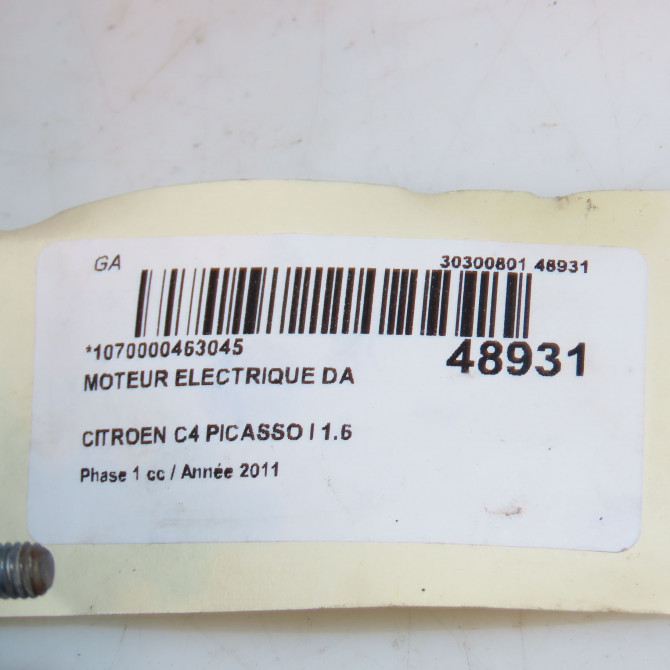 GA
30300801 48931
*1070000463045
48931
MOTEUR ELECTRIQUE DA
CITROEN C4 PICASSO I 1.6
Phase 1 cc / Année 2011